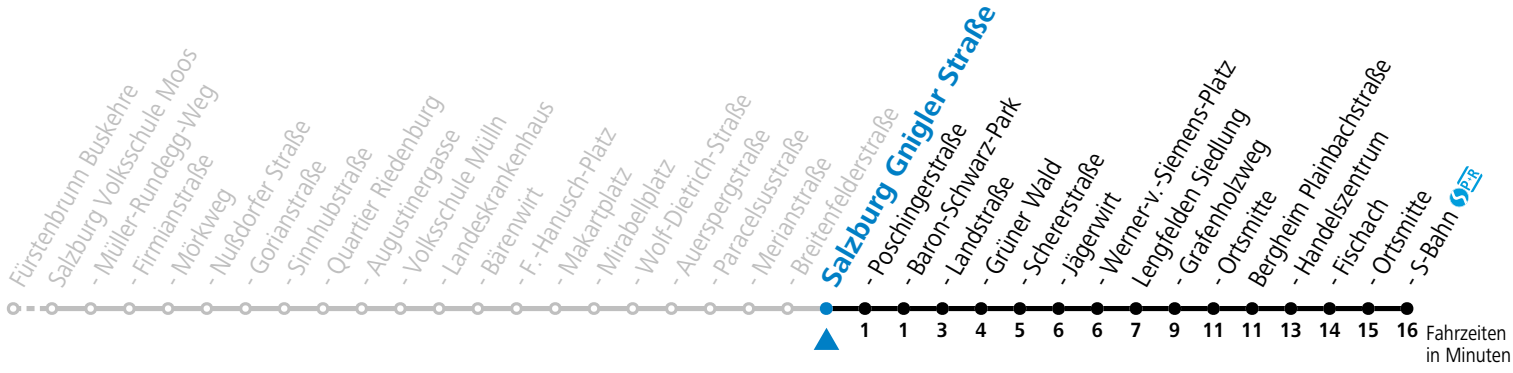 Fürstenbrunn Buskehre
Salzburg Volksschule Moos
- Müller-Rundegg-Weg
- Firmianstraße
- Mörkweg
- Nußdorfer Straße
- Gorianstraße
- Sinnhubstraße
- Quartier Riedenburg
- Augustinergasse
- Volksschule Mülln
- Landeskrankenhaus
- Bärenwirt
- F.-Hanusch-Platz
- Makartplatz
- Mirabellplatz
- Wolf-Dietrich-Straße
- Auerspergstraße
- Paracelsusstraße
- Merianstraße
- Breitenfelderstraße
Salzburg Gnigler Straße
- Poschingerstraße
- Baron-Schwarz-Park
- Landstraße
- Grüner Wald
- Schererstraße
- Jägerwirt
- Werner-v.-Siemens-Platz
Lengfelden Siedlung
- Grafenholzweg
- Ortsmitte
Bergheim Plainbachstraße
- Handelszentrum
- Fischach
- Ortsmitte
- S-Bahn S P+R
1 1 3 4 5 6 6 7 9 11 11 13 14 15 16 Fahrzeiten
in Minuten